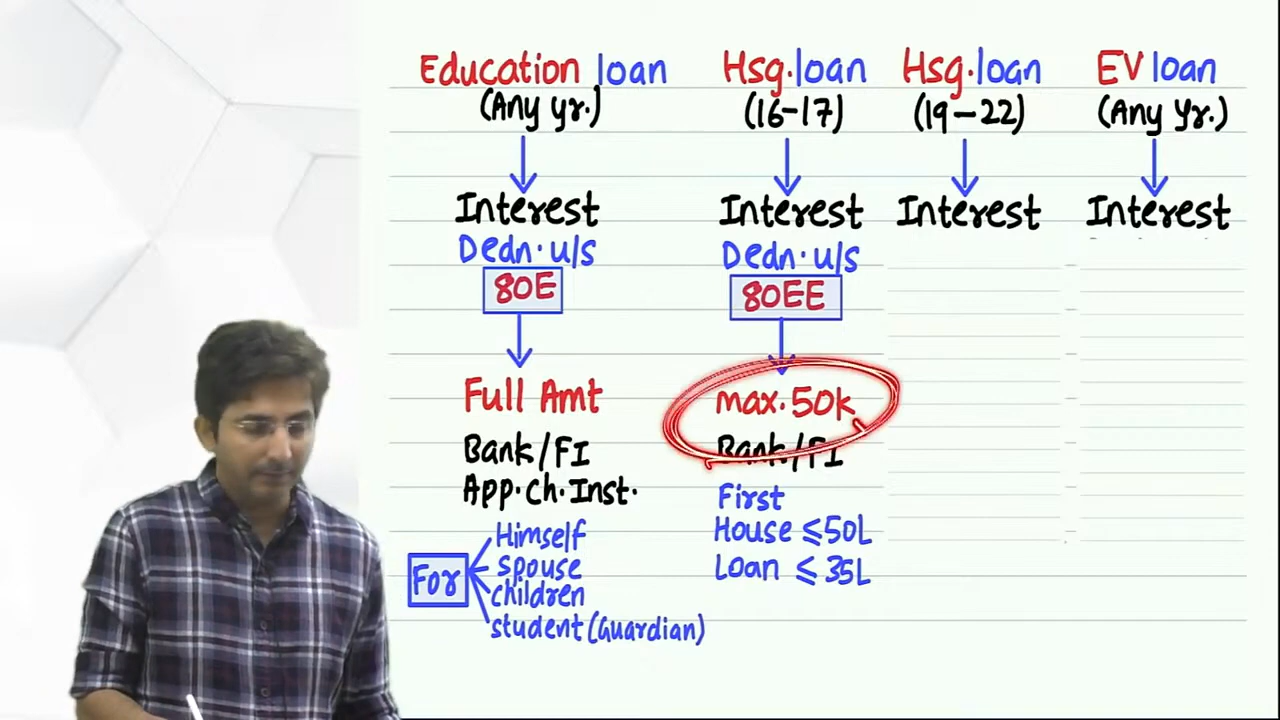 Education loan
(Any yr.)
Interest
Dedn. u/s
80E
Full Amt
Bank/FI
App. Ch. Inst.
For
Himself
spouse
children
student (Guardian)
Hsg. loan
(16-17)
Interest
Dedn. u/s
80EE
max. 50k
Bank/FI
First
House ≤50L
Loan ≤ 35L
Hsg. loan
(19-22)
Interest
EV loan
(Any Yr.)
Interest